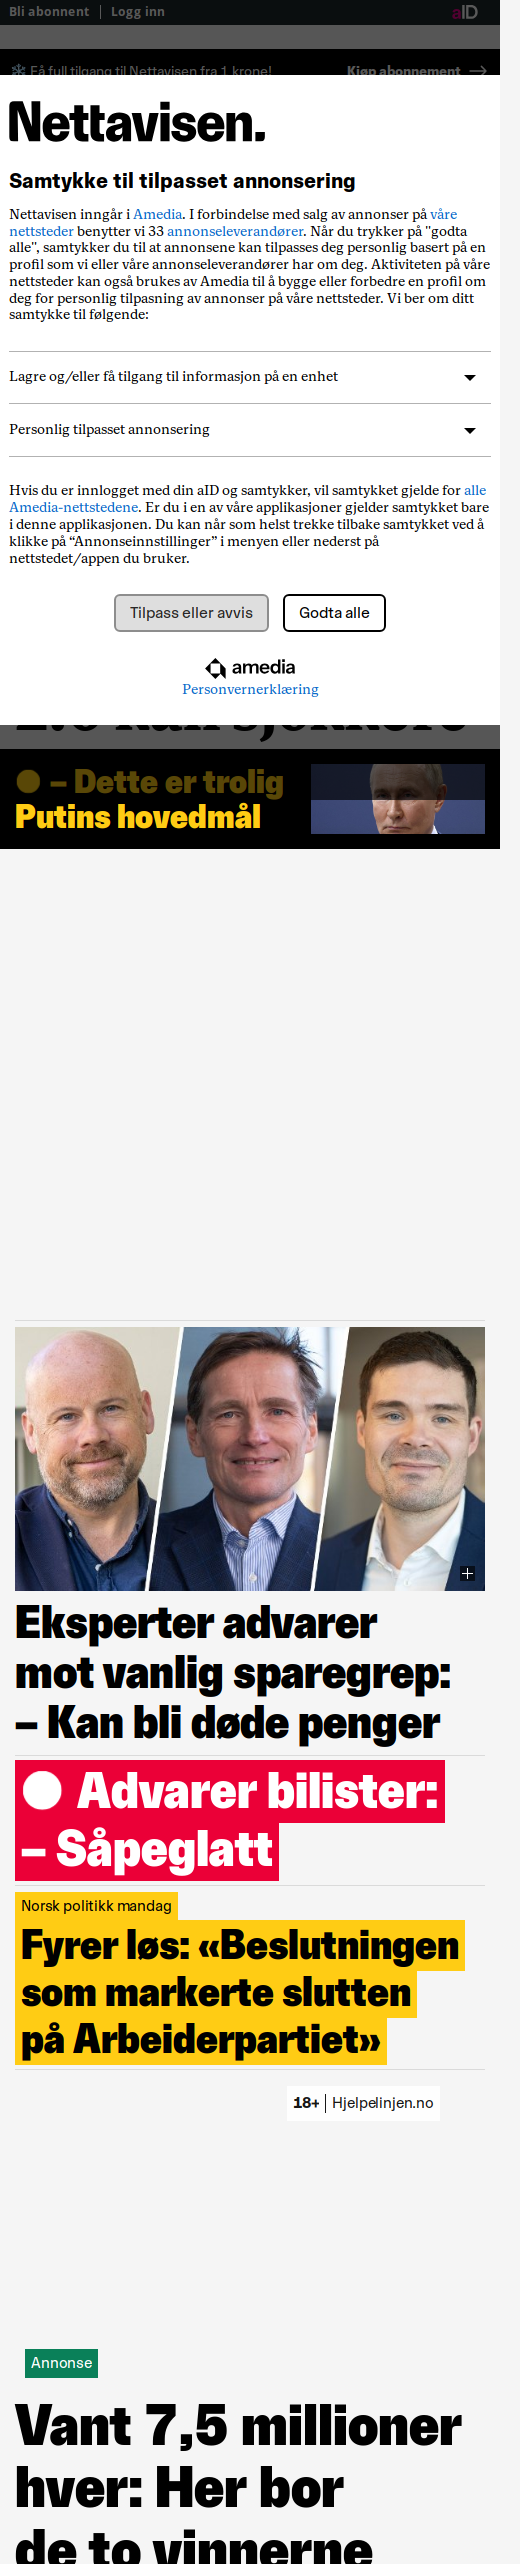 Bli abonnent | Logg inn aID
Få full tilgang til Nettavisen fra 1 krone! Kjøp abonnement →
Nettavisen.
Samtykke til tilpasset annonsering
Nettavisen inngår i Amedia. I forbindelse med salg av annonser på våre
nettsteder benytter vi 33 annonseleverandører. Når du trykker på "godta
alle", samtykker du til at annonsene kan tilpasses deg personlig basert på en
profil som vi eller våre annonseleverandører har om deg. Aktiviteten på våre
nettsteder kan også brukes av Amedia til å bygge eller forbedre en profil om
deg for personlig tilpasning av annonser på våre nettsteder. Vi ber om ditt
samtykke til følgende:
Lagre og/eller få tilgang til informasjon på en enhet
Personlig tilpasset annonsering
Hvis du er innlogget med din aID og samtykker, vil samtykket gjelde for alle
Amedia-nettstedene. Er du i en av våre applikasjoner gjelder samtykket bare
i denne applikasjonen. Du kan når som helst trekke tilbake samtykket ved å
klikke på “Annonseinnstillinger” i menyen eller nederst på
nettstedet/appen du bruker.
Tilpass eller avvis Godta alle
amedia
Personvernerklæring
– Dette er trolig
Putins hovedmål
Eksperter advarer
mot vanlig sparegrep:
– Kan bli døde penger
Advarer bilister:
– Såpeglatt
Norsk politikk mandag
Fyrer løs: «Beslutningen
som markerte slutten
på Arbeiderpartiet»
18+ | Hjelpelinjen.no
Annonse
Vant 7,5 millioner
hver: Her bor
de to vinnerne